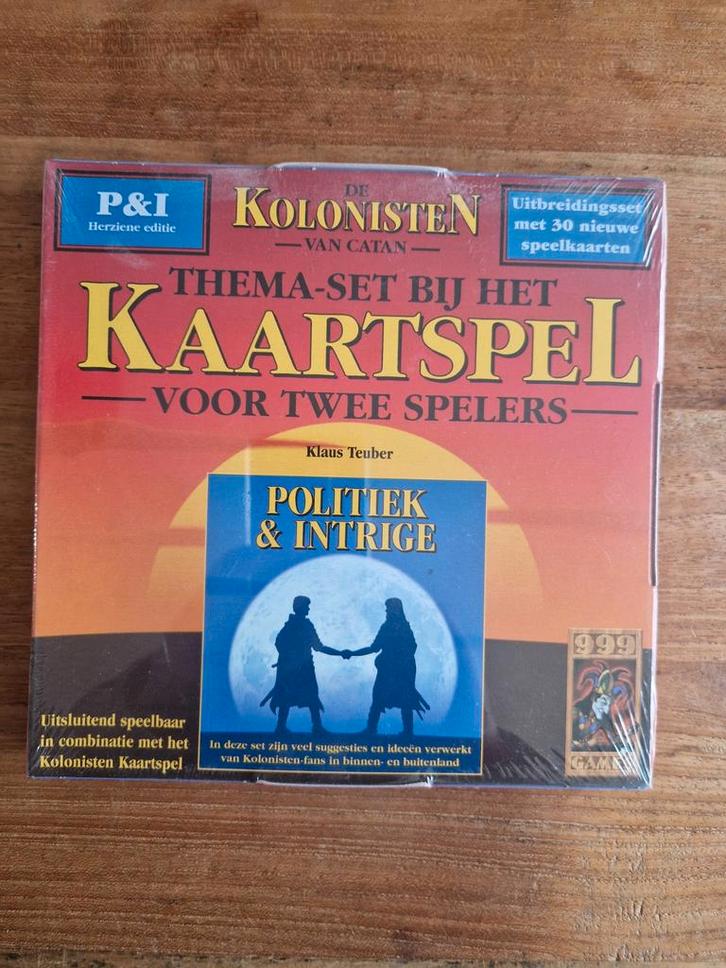 P&I
Herziene editie
DE
KOLONISTEN
VAN CATAN
Uitbreidingsset
met 30 nieuwe
speelkaarten
THEMA-SET BIJ HET
KAARTSPEL
VOOR TWEE SPELERS
Klaus Teuber
POLITIEK
& INTRIGE
Uitsluitend speelbaar
in combinatie met het
Kolonisten Kaartspel
In deze set zijn veel suggesties en ideeën verwerkt
van Kolonisten-fans in binnen- en buitenland
999
GAMES